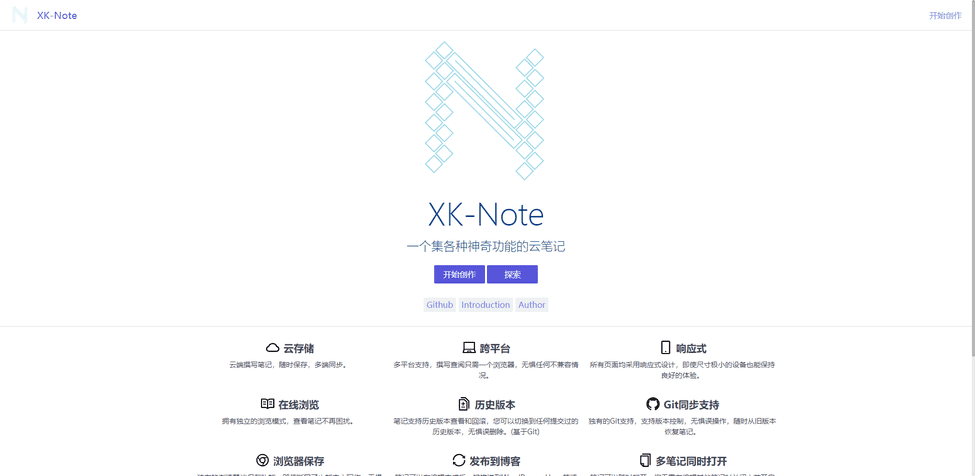 XK-Note
开始创作
XK-Note
一个集各种神奇功能的云笔记
开始创作 探索
Github Introduction Author
云存储 跨平台 响应式
云端撰写笔记，随时保存，多端同步。
多平台支持，撰写查阅只需一个浏览器，无惧任何不兼容情
况。
所有页面均采用响应式设计，即使尺寸极小的设备也能保持
良好的体验。
在线浏览 历史版本 Git同步支持
拥有独立的浏览模式，查看笔记不再困扰。
笔记支持历史版本查看和回滚，您可以切换到任何提交过的
历史版本，无惧误删除。(基于Git)
独有的Git支持，支持版本控制，无惧误操作，随时从旧版本
恢复笔记。
浏览器保存 发布到博客 多笔记同时打开